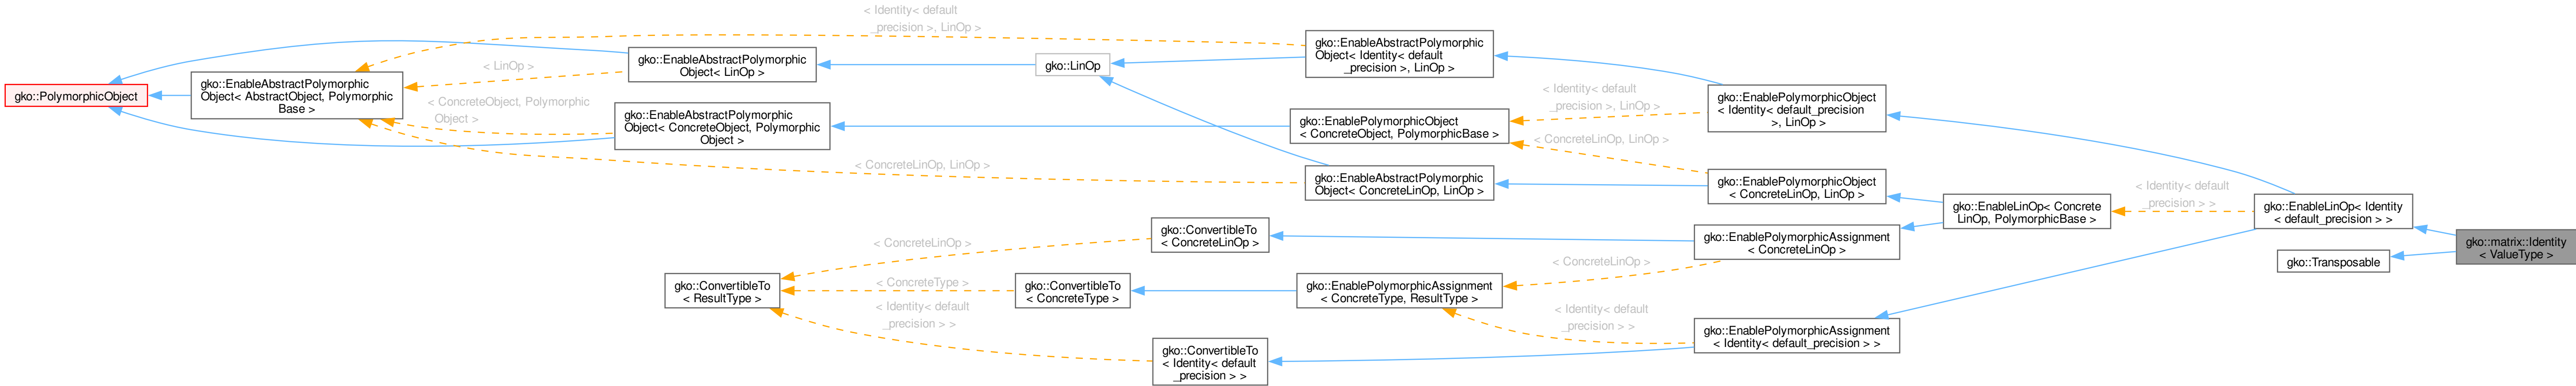 gko::PolymorphicObject
gko::EnableAbstractPolymorphic
Object< AbstractObject, Polymorphic
Base >
< Identity< default
_precision >, LinOp >
< LinOp >
< ConcreteObject, Polymorphic
Object >
< ConcreteLinOp, LinOp >
gko::EnableAbstractPolymorphic
Object< LinOp >
gko::EnableAbstractPolymorphic
Object< ConcreteObject, Polymorphic
Object >
gko::LinOp
gko::EnableAbstractPolymorphic
Object< Identity< default
_precision >, LinOp >
gko::EnablePolymorphicObject
< ConcreteObject, PolymorphicBase >
gko::EnableAbstractPolymorphic
Object< ConcreteLinOp, LinOp >
< Identity< default
_precision >, LinOp >
< ConcreteLinOp, LinOp >
gko::EnablePolymorphicObject
< Identity< default_precision
>, LinOp >
gko::EnablePolymorphicObject
< ConcreteLinOp, LinOp >
gko::ConvertibleTo
< ResultType >
< ConcreteLinOp >
< ConcreteType >
< Identity< default
_precision > >
gko::ConvertibleTo
< ConcreteLinOp >
gko::ConvertibleTo
< ConcreteType >
gko::ConvertibleTo
< Identity< default
_precision > >
gko::EnablePolymorphicAssignment
< ConcreteType, ResultType >
< ConcreteLinOp >
< Identity< default
_precision > >
gko::EnablePolymorphicAssignment
< ConcreteLinOp >
gko::EnablePolymorphicAssignment
< Identity< default_precision > >
gko::EnableLinOp< Concrete
LinOp, PolymorphicBase >
< Identity< default
_precision > >
gko::EnableLinOp< Identity
< default_precision > >
gko::Transposable
gko::matrix::Identity
< ValueType >